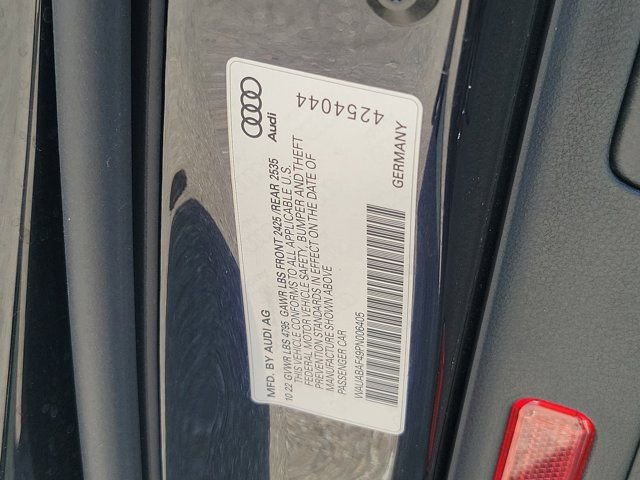 MFD. BY AUDI AG
10 22 GVWR LBS 4795 GAWR LBS FRONT 2425 /REAR 2535
THIS VEHICLE CONFORMS TO ALL APPLICABLE U.S.
FEDERAL MOTOR VEHICLE SAFETY, BUMPER AND THEFT
PREVENTION STANDARDS IN EFFECT ON THE DATE OF
MANUFACTURE SHOWN ABOVE
PASSENGER CAR
WAUABAF49PN006405
Audi
4254044
GERMANY